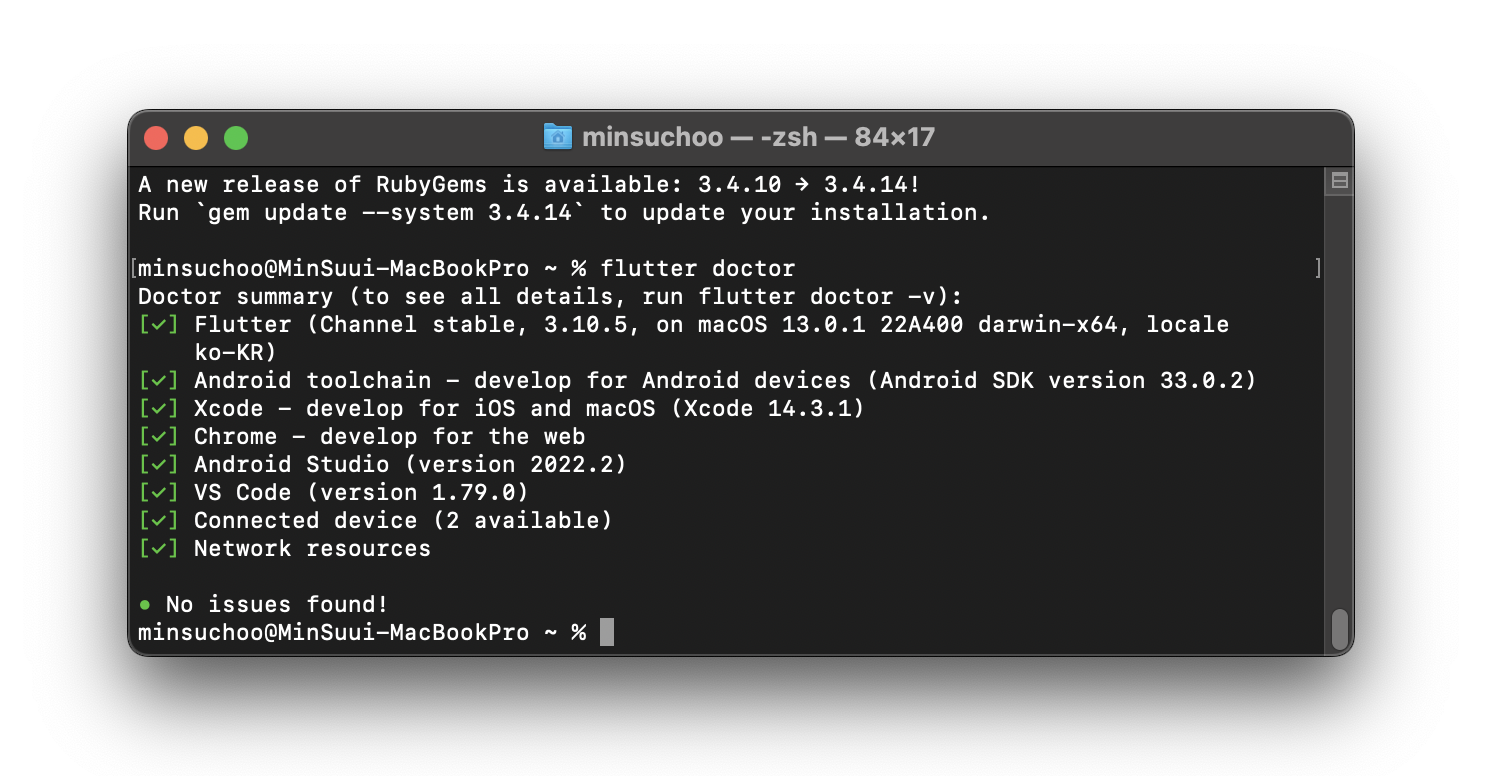 minsuchoo — -zsh — 84×17
A new release of RubyGems is available: 3.4.10 → 3.4.14!
Run `gem update --system 3.4.14` to update your installation.
[minsuchoo@MinSuui-MacBookPro ~ % flutter doctor ]
Doctor summary (to see all details, run flutter doctor -v):
[✓] Flutter (Channel stable, 3.10.5, on macOS 13.0.1 22A400 darwin-x64, locale
ko-KR)
[✓] Android toolchain - develop for Android devices (Android SDK version 33.0.2)
[✓] Xcode - develop for iOS and macOS (Xcode 14.3.1)
[✓] Chrome - develop for the web
[✓] Android Studio (version 2022.2)
[✓] VS Code (version 1.79.0)
[✓] Connected device (2 available)
[✓] Network resources
• No issues found!
minsuchoo@MinSuui-MacBookPro ~ %